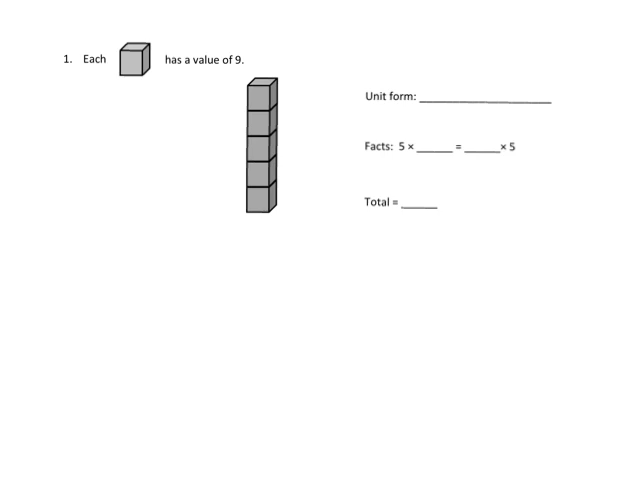 1. Each has a value of 9.
Unit form: ____________________
Facts: 5 × ______ = ______ × 5
Total = ______